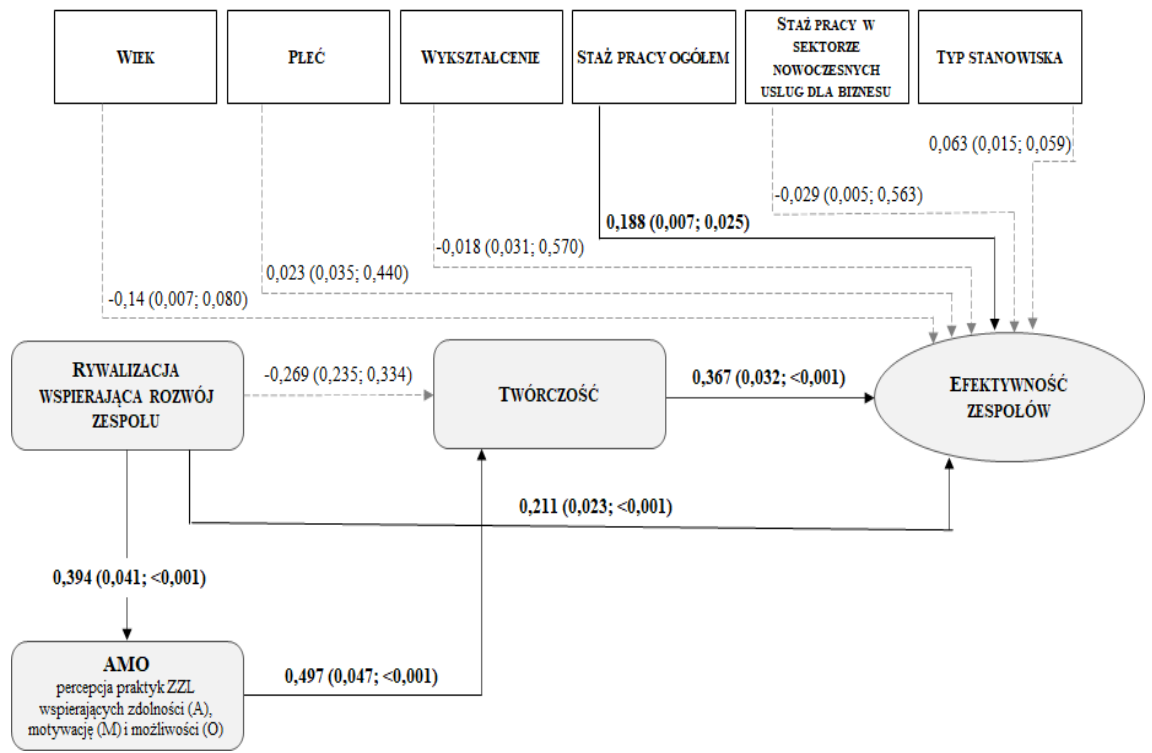 WIEK
PŁEĆ
WYKSZTAŁCENIE
STAŻ PRACY OGÓŁEM
STAŻ PRACY W
SEKTORZE
NOWOCZESNYCH
USŁUG DLA BIZNESU
TYP STANOWISKA
0,063 (0,015; 0,059)
-0,029 (0,005; 0,563)
0,188 (0,007; 0,025)
-0,018 (0,031; 0,570)
0,023 (0,035; 0,440)
-0,14 (0,007; 0,080)
RYWALIZACJA
WSPIERAJĄCA ROZWÓJ
ZESPOŁU
-0,269 (0,235; 0,334)
TWÓRCZOŚĆ
0,367 (0,032; <0,001)
EFEKTYWNOŚĆ
ZESPOŁÓW
0,211 (0,023; <0,001)
0,394 (0,041; <0,001)
AMO
percepcja praktyk ZZL
wspierających zdolności (A),
motywację (M) i możliwości (O)
0,497 (0,047; <0,001)